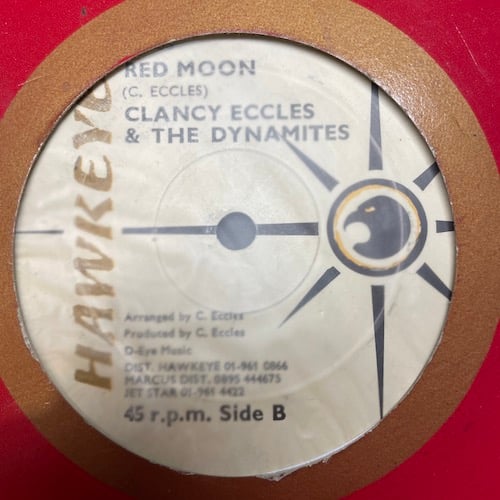 RED MOON
(C. ECCLES)
CLANCY ECCLES
& THE DYNAMITES
HAWKEYE
Arranged by C. Eccles
Produted by C. Eccles
O-Eye Music
DIST. HAWKEYE 01-961 0866
MARCUS DIST. 0895 444675
JET STAR 01-961 4422
45 r.p.m. Side B